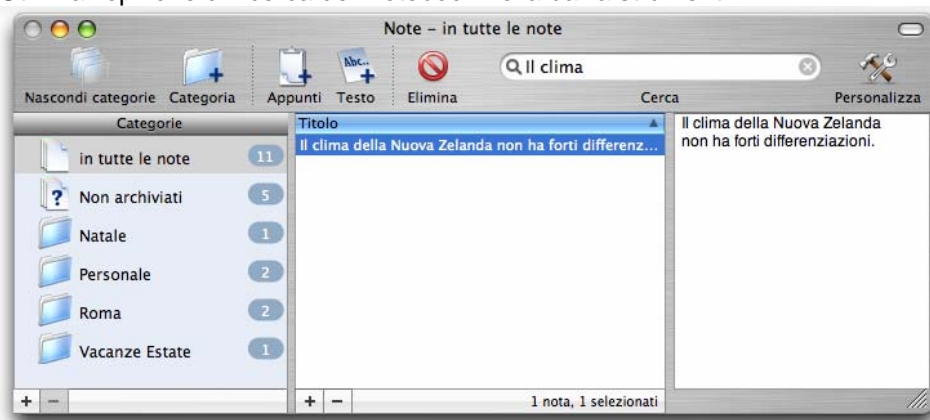 Note – in tutte le note
Abc..
Il clima
Nascondi categorie Categoria Appunti Testo Elimina Cerca Personalizza
Categorie
in tutte le note 11
? Non archiviati 5
Natale 1
Personale 2
Roma 2
Vacanze Estate 1
+ –
Titolo
Il clima della Nuova Zelanda non ha forti differenz...
+ – 1 nota, 1 selezionati
Il clima della Nuova Zelanda
non ha forti differenziazioni.